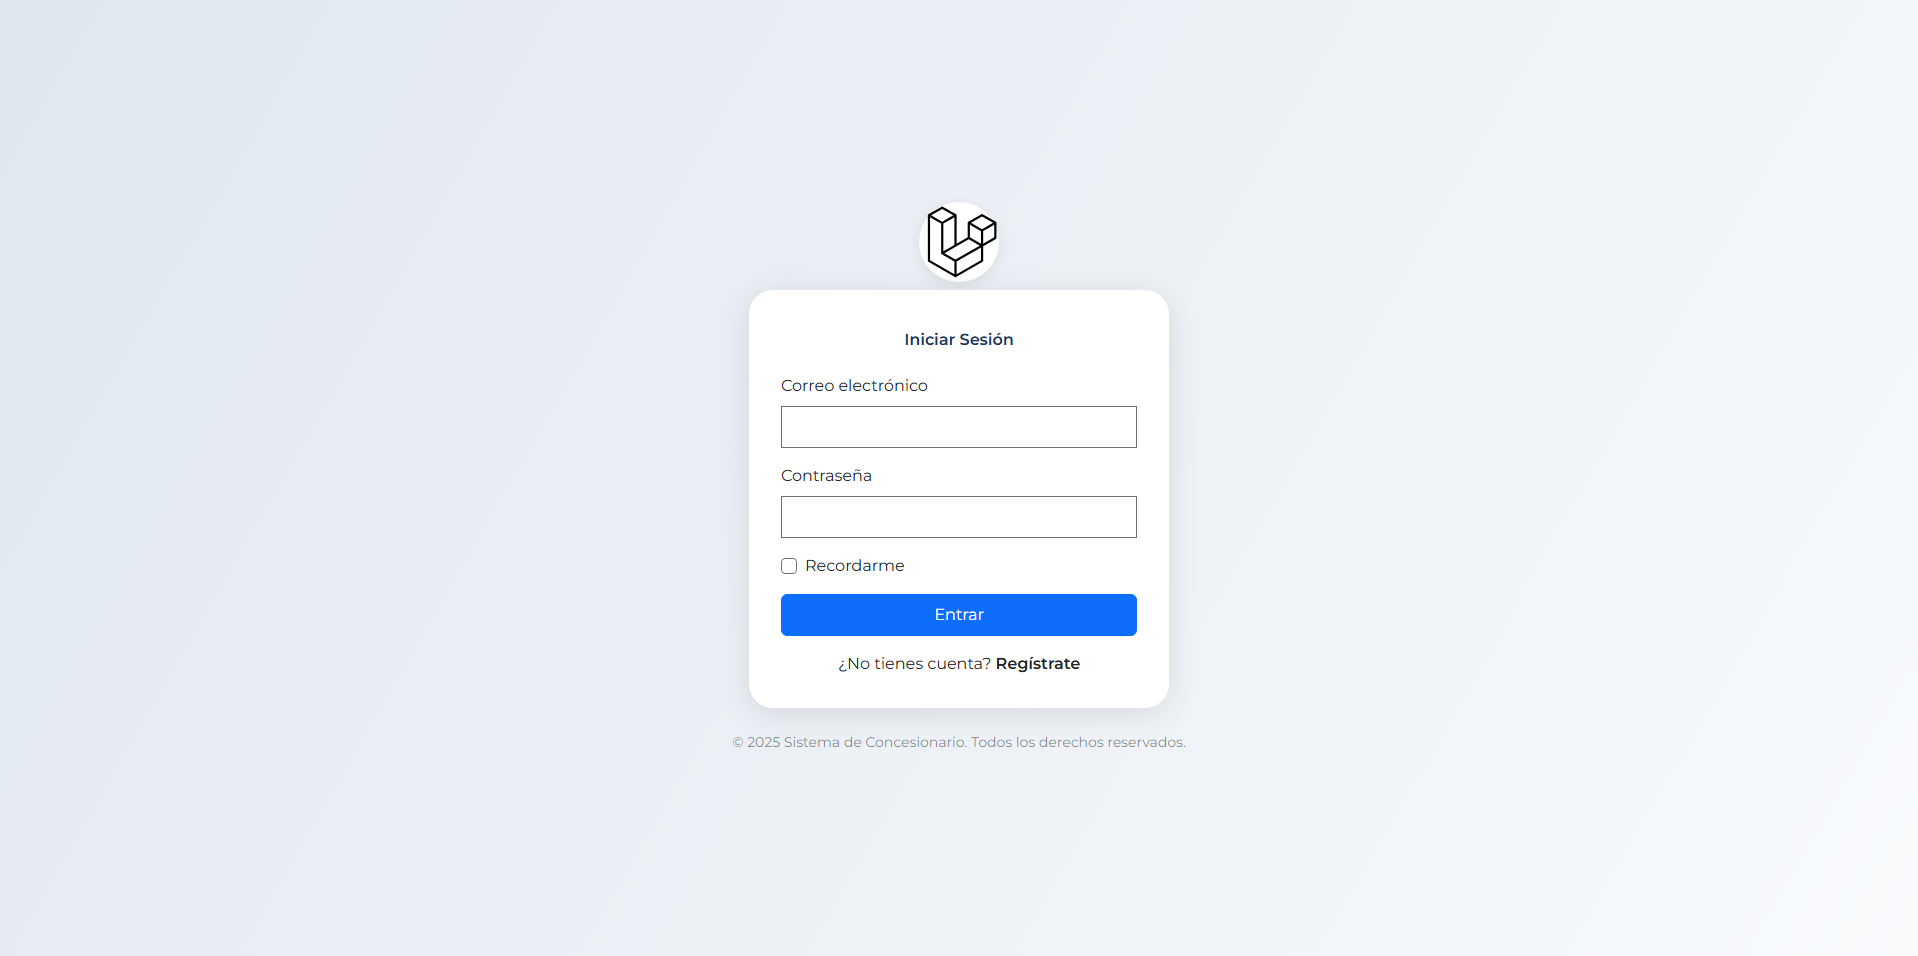 Iniciar Sesión
Correo electrónico
Contraseña
Recordarme
Entrar
¿No tienes cuenta? Regístrate
© 2025 Sistema de Concesionario. Todos los derechos reservados.